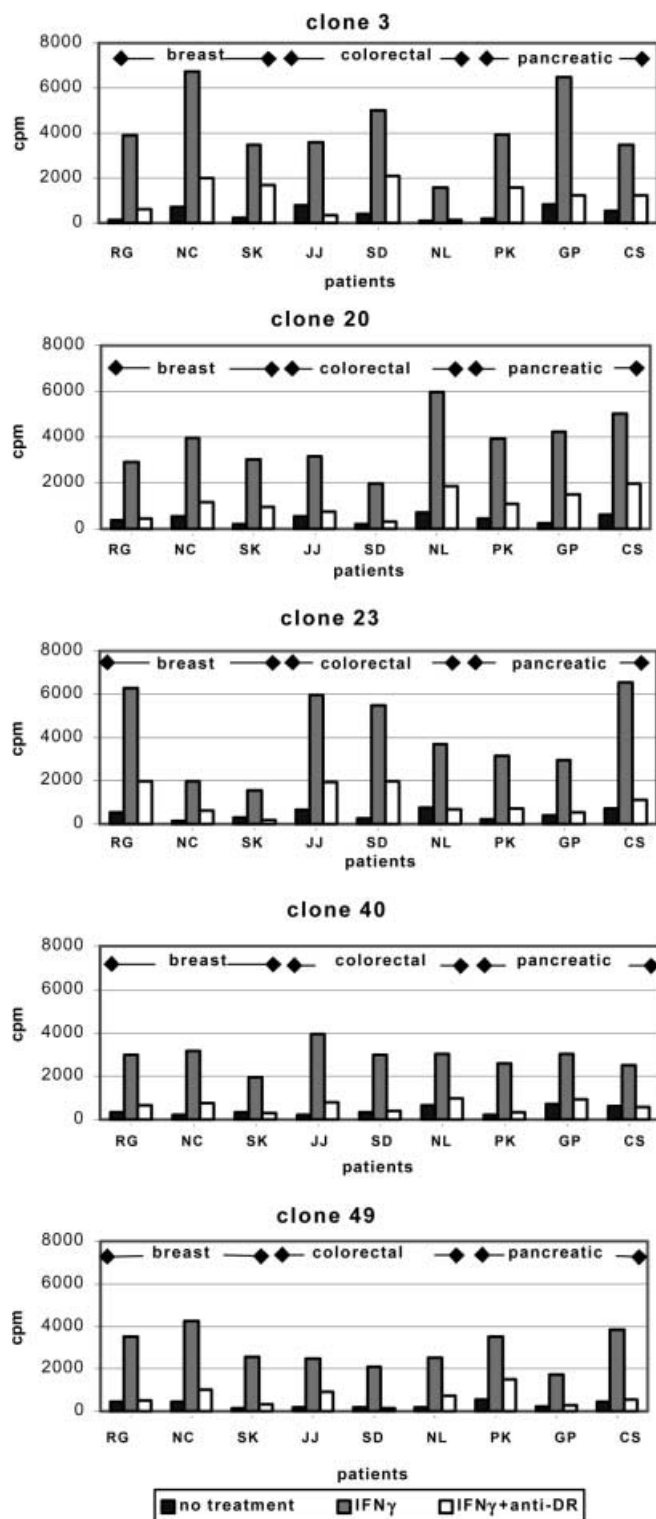 clone 3
8000
breast colorectal pancreatic
6000
4000
2000
0
cpm
RG NC SK JJ SD NL PK GP CS
patients
clone 20
8000
breast colorectal pancreatic
6000
4000
2000
0
cpm
RG NC SK JJ SD NL PK GP CS
patients
clone 23
8000
breast colorectal pancreatic
6000
4000
2000
0
cpm
RG NC SK JJ SD NL PK GP CS
patients
clone 40
8000
breast colorectal pancreatic
6000
4000
2000
0
cpm
RG NC SK JJ SD NL PK GP CS
patients
clone 49
8000
breast colorectal pancreatic
6000
4000
2000
0
cpm
RG NC SK JJ SD NL PK GP CS
patients
no treatment IFNγ IFNγ+anti-DR